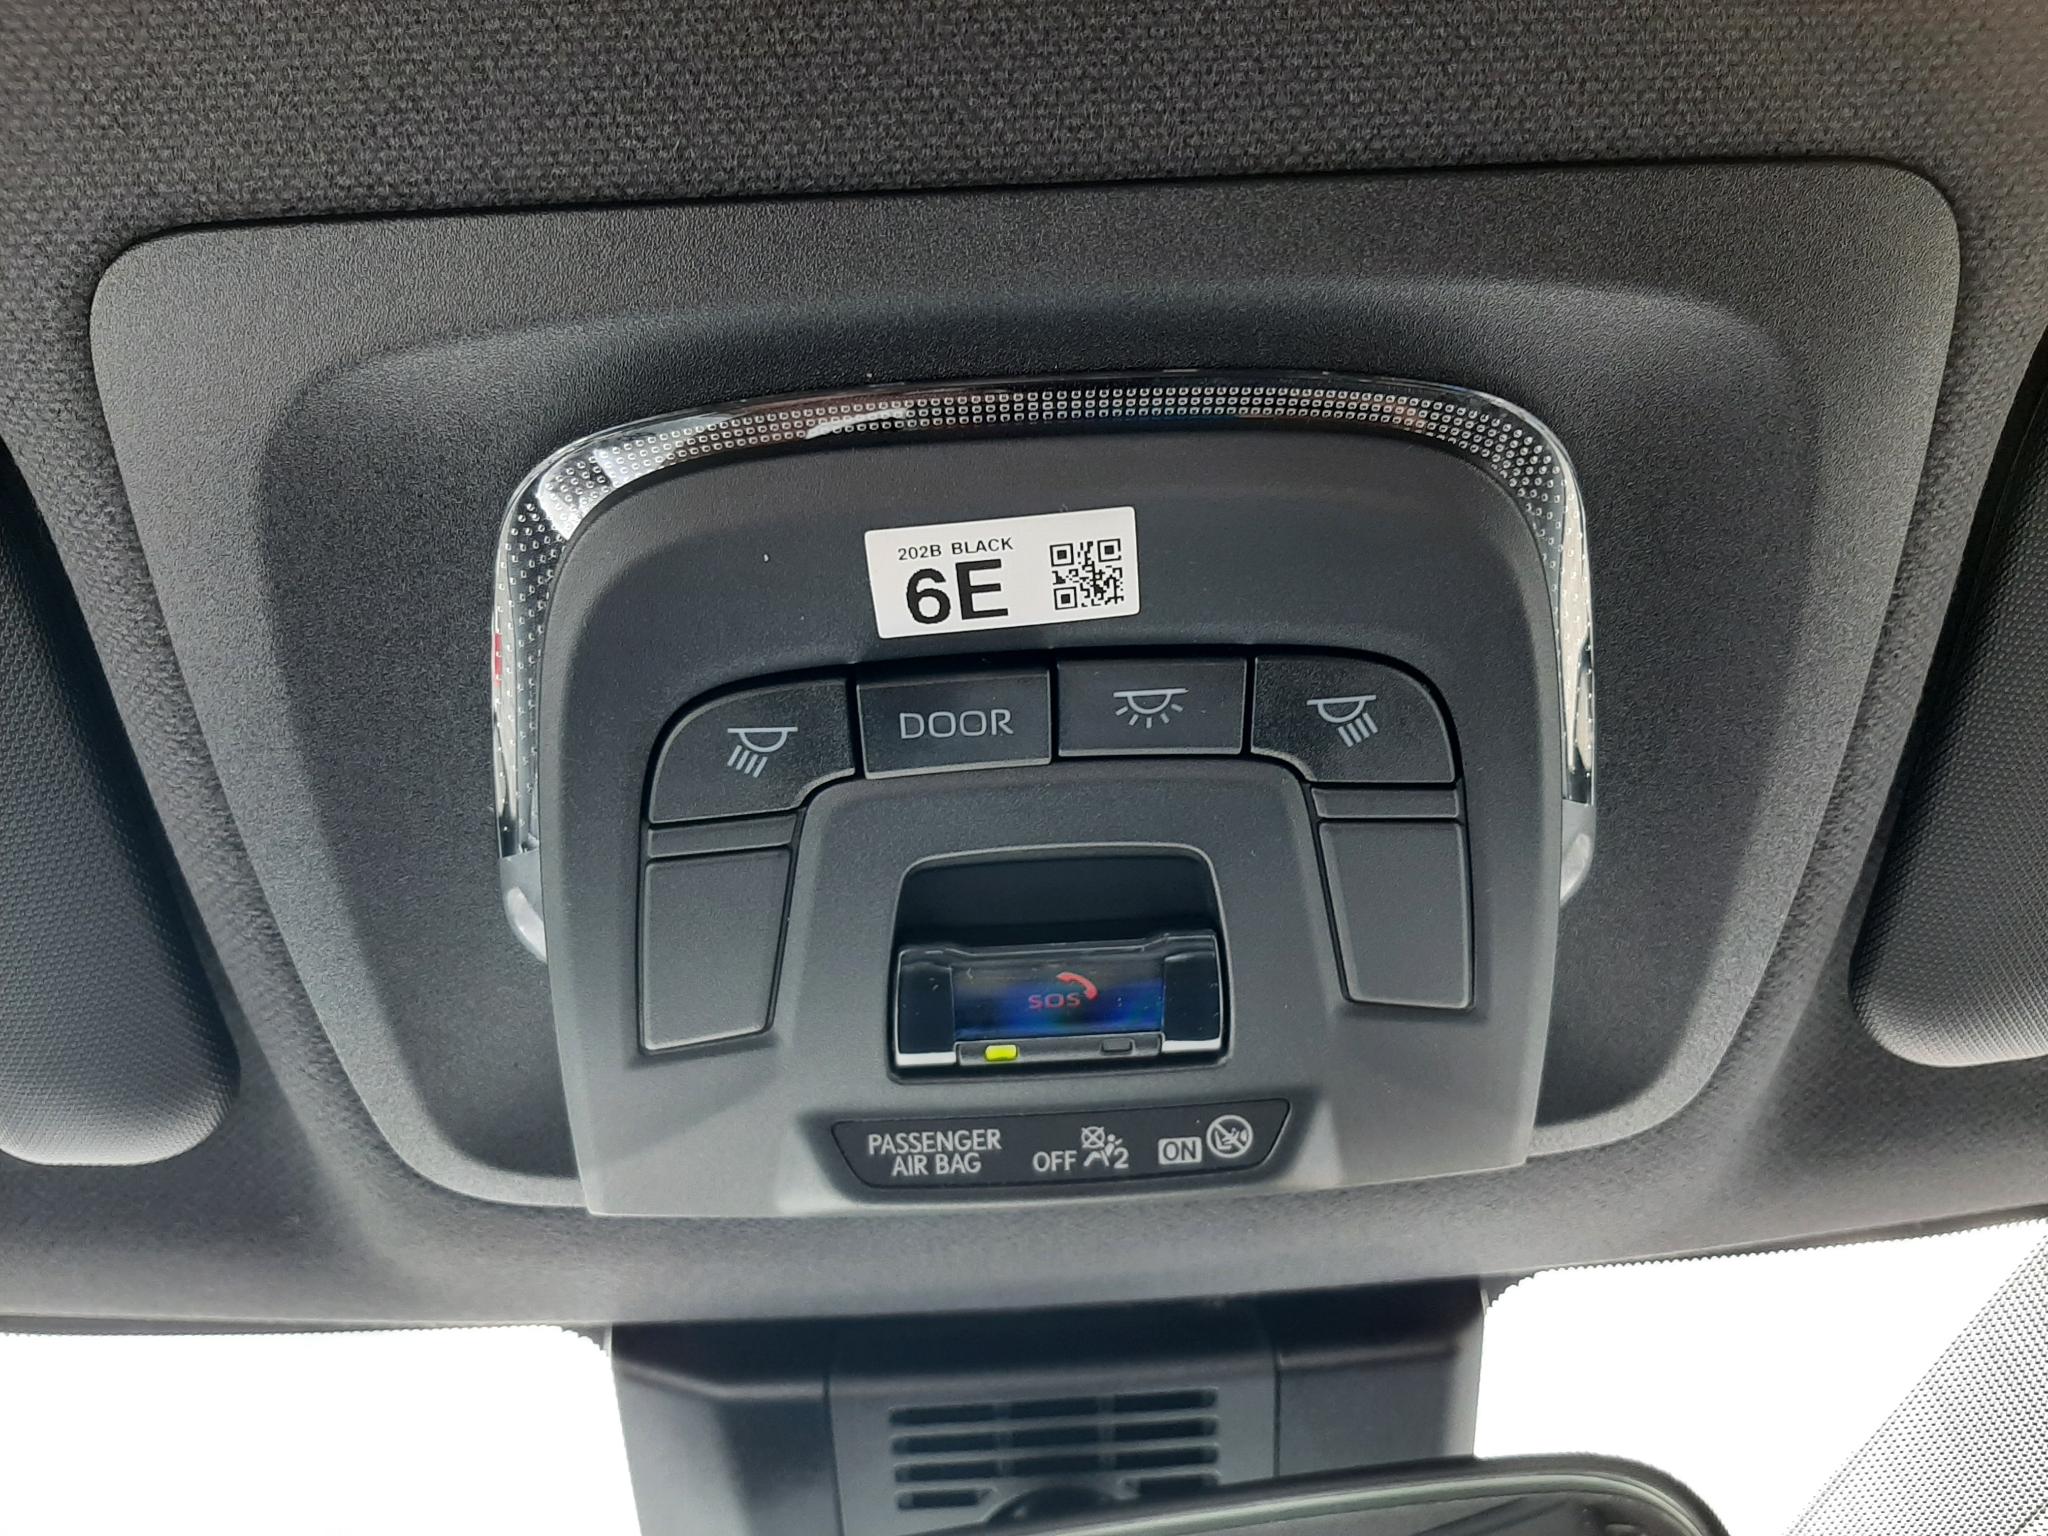 202B BLACK
6E
DOOR
SOS
PASSENGER
AIR BAG
OFF 2 ON